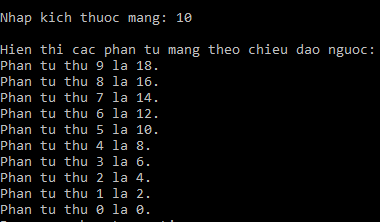 Nhap kich thuoc mang: 10
Hien thi cac phan tu mang theo chieu dao nguoc:
Phan tu thu 9 la 18.
Phan tu thu 8 la 16.
Phan tu thu 7 la 14.
Phan tu thu 6 la 12.
Phan tu thu 5 la 10.
Phan tu thu 4 la 8.
Phan tu thu 3 la 6.
Phan tu thu 2 la 4.
Phan tu thu 1 la 2.
Phan tu thu 0 la 0.